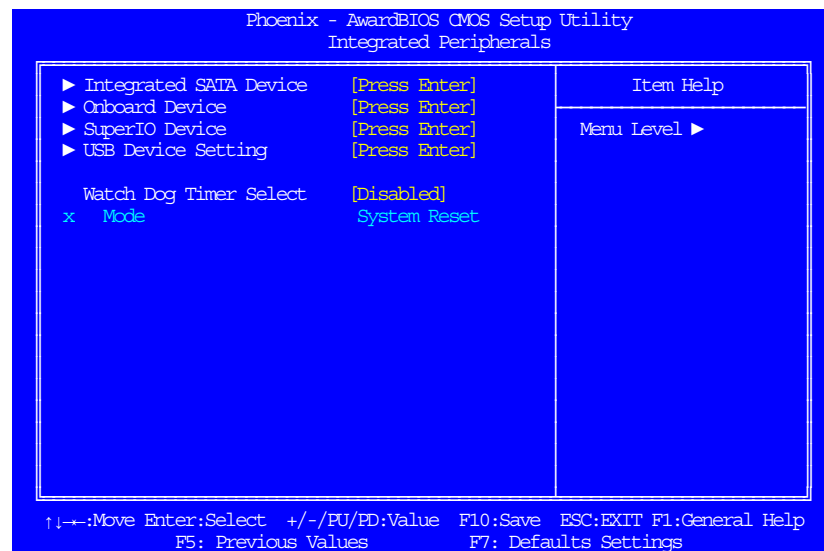 Phoenix - AwardBIOS CMOS Setup Utility
Integrated Peripherals
► Integrated SATA Device [Press Enter]
► Onboard Device [Press Enter]
► SuperIO Device [Press Enter]
► USB Device Setting [Press Enter]
Watch Dog Timer Select [Disabled]
x Mode System Reset
Item Help
Menu Level ►
↑↓→←:Move Enter:Select +/-/PU/PD:Value F10:Save ESC:EXIT F1:General Help
F5: Previous Values F7: Defaults Settings